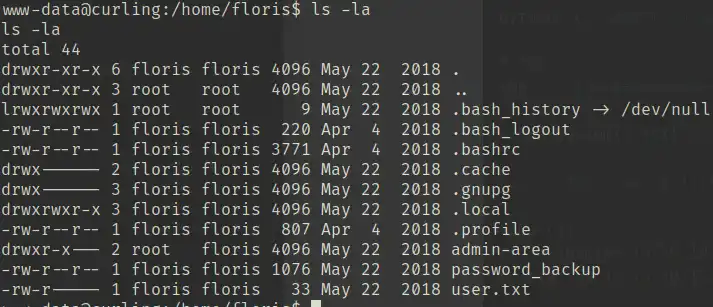 www-data@curling:/home/floris$ ls -la
ls -la
total 44
drwxr-xr-x 6 floris floris 4096 May 22  2018 .
drwxr-xr-x 3 root   root   4096 May 22  2018 ..
lrwxrwxrwx 1 root   root      9 May 22  2018 .bash_history -> /dev/null
-rw-r--r-- 1 floris floris  220 Apr  4  2018 .bash_logout
-rw-r--r-- 1 floris floris 3771 Apr  4  2018 .bashrc
drwx------ 2 floris floris 4096 May 22  2018 .cache
drwx------ 3 floris floris 4096 May 22  2018 .gnupg
drwxrwxr-x 3 floris floris 4096 May 22  2018 .local
-rw-r--r-- 1 floris floris  807 Apr  4  2018 .profile
drwxr-x--- 2 root   floris 4096 May 22  2018 admin-area
-rw-r--r-- 1 floris floris 1076 May 22  2018 password_backup
-rw-r----- 1 floris floris   33 May 22  2018 user.txt
www-data@curling:/home/floris$